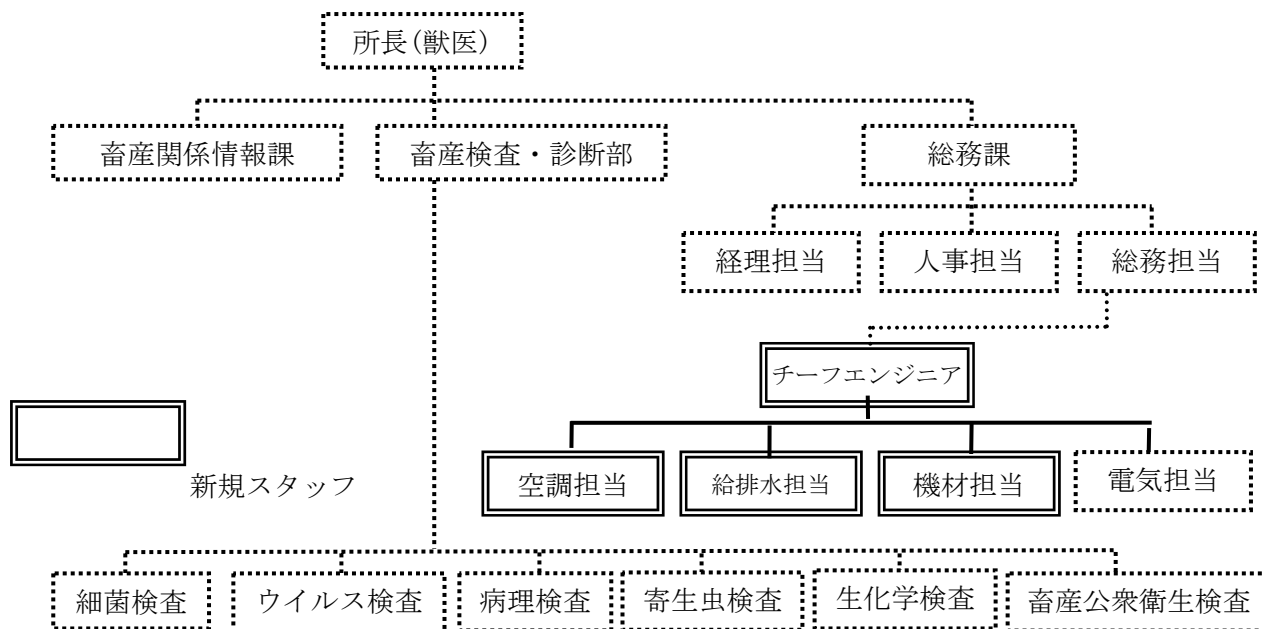 所長(獣医)
畜産関係情報課
畜産検査・診断部
総務課
経理担当
人事担当
総務担当
チーフエンジニア
新規スタッフ
空調担当
給排水担当
機材担当
電気担当
細菌検査
ウイルス検査
病理検査
寄生虫検査
生化学検査
畜産公衆衛生検査